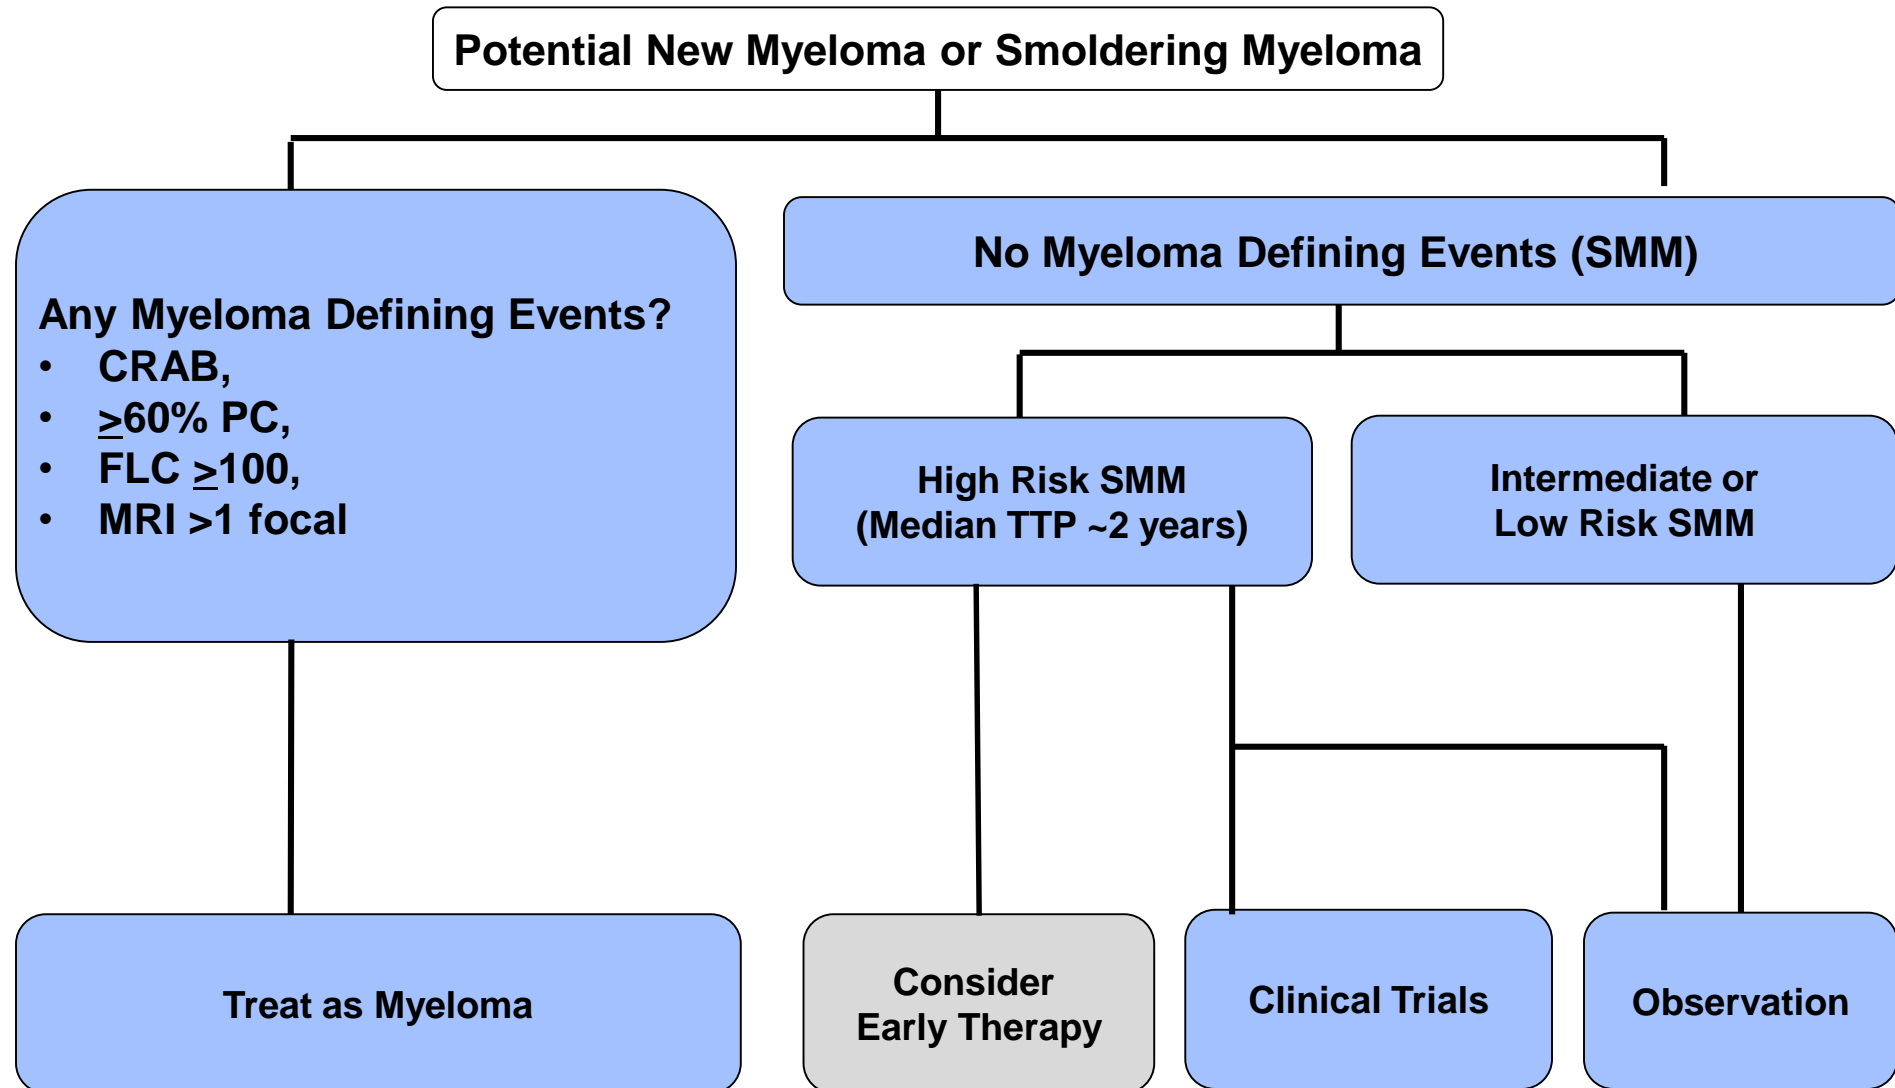 Potential New Myeloma or Smoldering Myeloma
Any Myeloma Defining Events?
• CRAB,
• ≥60% PC,
• FLC ≥100,
• MRI >1 focal
No Myeloma Defining Events (SMM)
High Risk SMM
(Median TTP ~2 years)
Intermediate or
Low Risk SMM
Treat as Myeloma
Consider
Early Therapy
Clinical Trials
Observation